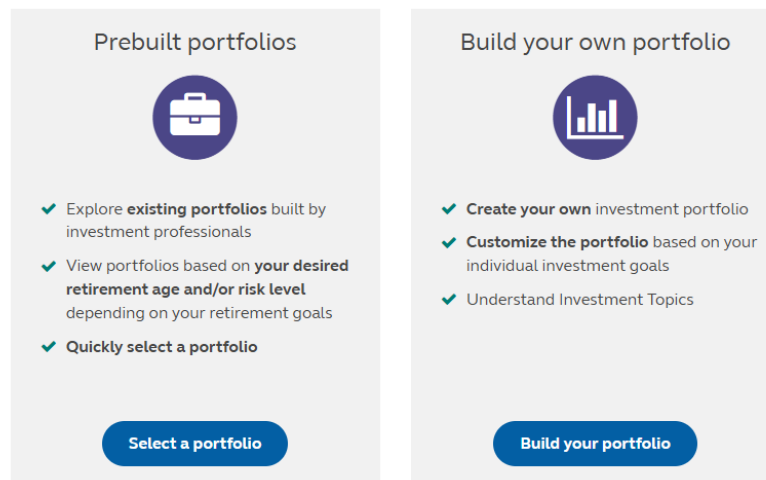 Prebuilt portfolios
Explore existing portfolios built by
investment professionals
View portfolios based on your desired
retirement age and/or risk level
depending on your retirement goals
Quickly select a portfolio
Select a portfolio
Build your own portfolio
Create your own investment portfolio
Customize the portfolio based on your
individual investment goals
Understand Investment Topics
Build your portfolio